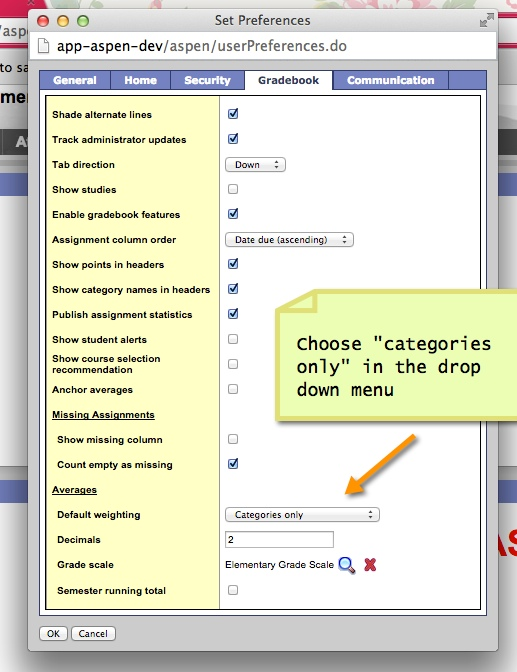 Set Preferences
app-aspen-dev/aspen/userPreferences.do
General Home Security Gradebook Communication
Shade alternate lines
Track administrator updates
Tab direction Down
Show studies
Enable gradebook features
Assignment column order Date due (ascending)
Show points in headers
Show category names in headers
Publish assignment statistics
Show student alerts
Show course selection
recommendation
Anchor averages
Missing Assignments
Show missing column
Count empty as missing
Averages
Default weighting Categories only
Decimals 2
Grade scale Elementary Grade Scale
Semester running total
OK Cancel
Choose "categories
only" in the drop
down menu